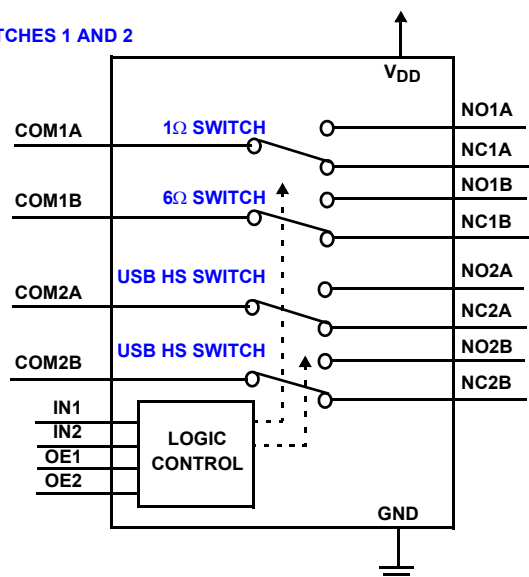 TCHES 1 AND 2
VDD
COM1A
1Ω SWITCH
NO1A
NC1A
NO1B
COM1B
6Ω SWITCH
NC1B
NO2A
COM2A
USB HS SWITCH
NC2A
NO2B
COM2B
USB HS SWITCH
NC2B
IN1
IN2
OE1
OE2
LOGIC
CONTROL
GND